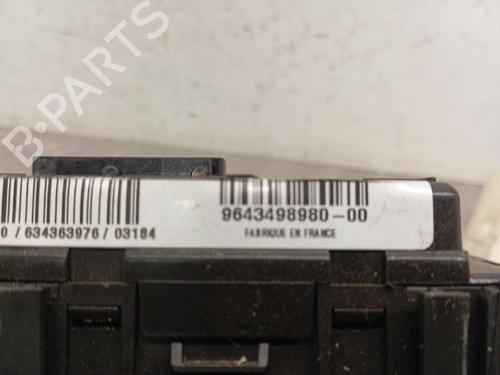 B-PARTS
9643498980-00
0 / 634363976 / 03184
FABRIQUE EN FRANCE